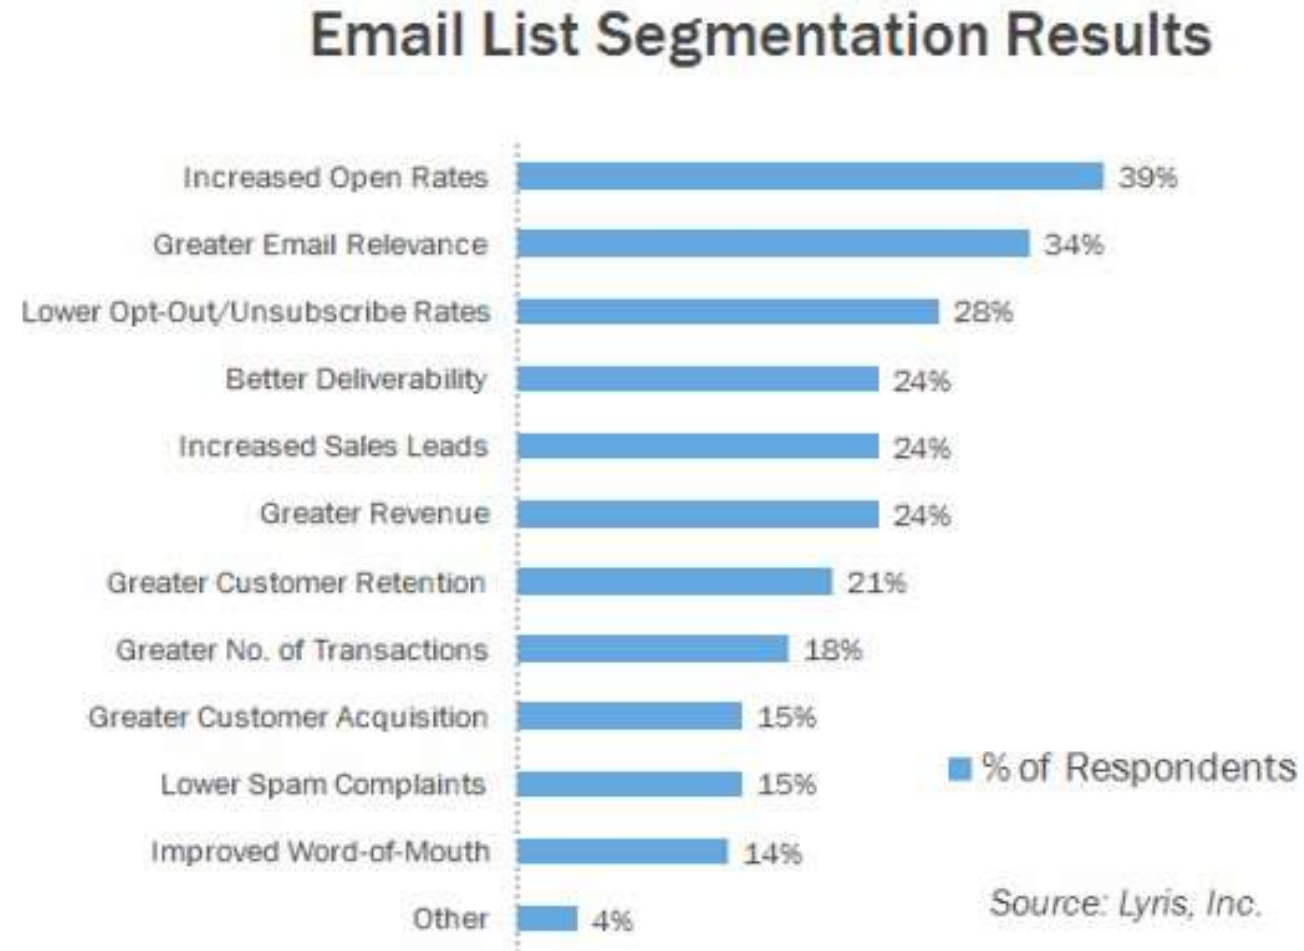 Email List Segmentation Results
Increased Open Rates 39%
Greater Email Relevance 34%
Lower Opt-Out/Unsubscribe Rates 28%
Better Deliverability 24%
Increased Sales Leads 24%
Greater Revenue 24%
Greater Customer Retention 21%
Greater No. of Transactions 18%
Greater Customer Acquisition 15%
Lower Spam Complaints 15%
Improved Word-of-Mouth 14%
Other 4%
% of Respondents
Source: Lyris, Inc.